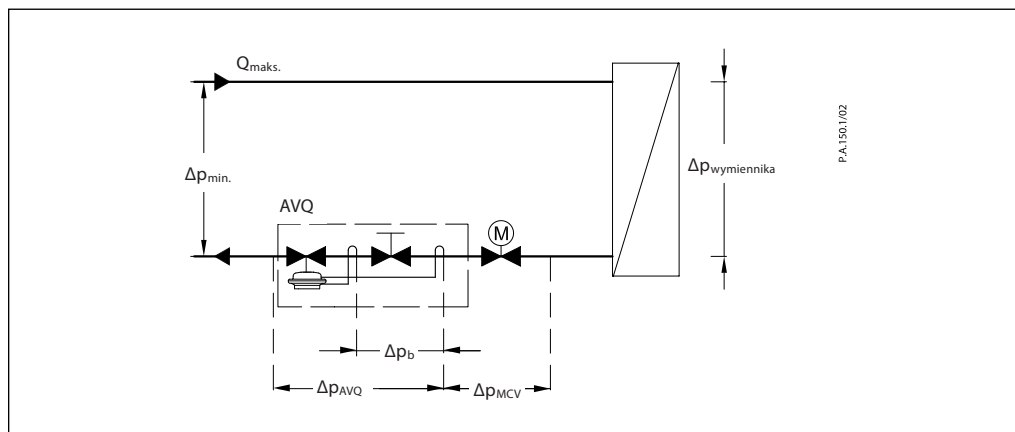 Qmaks.
P.A.150.1/02
Δpmin.
Δpwymiennika
AVQ
M
Δpb
ΔpAVQ
ΔpMCV